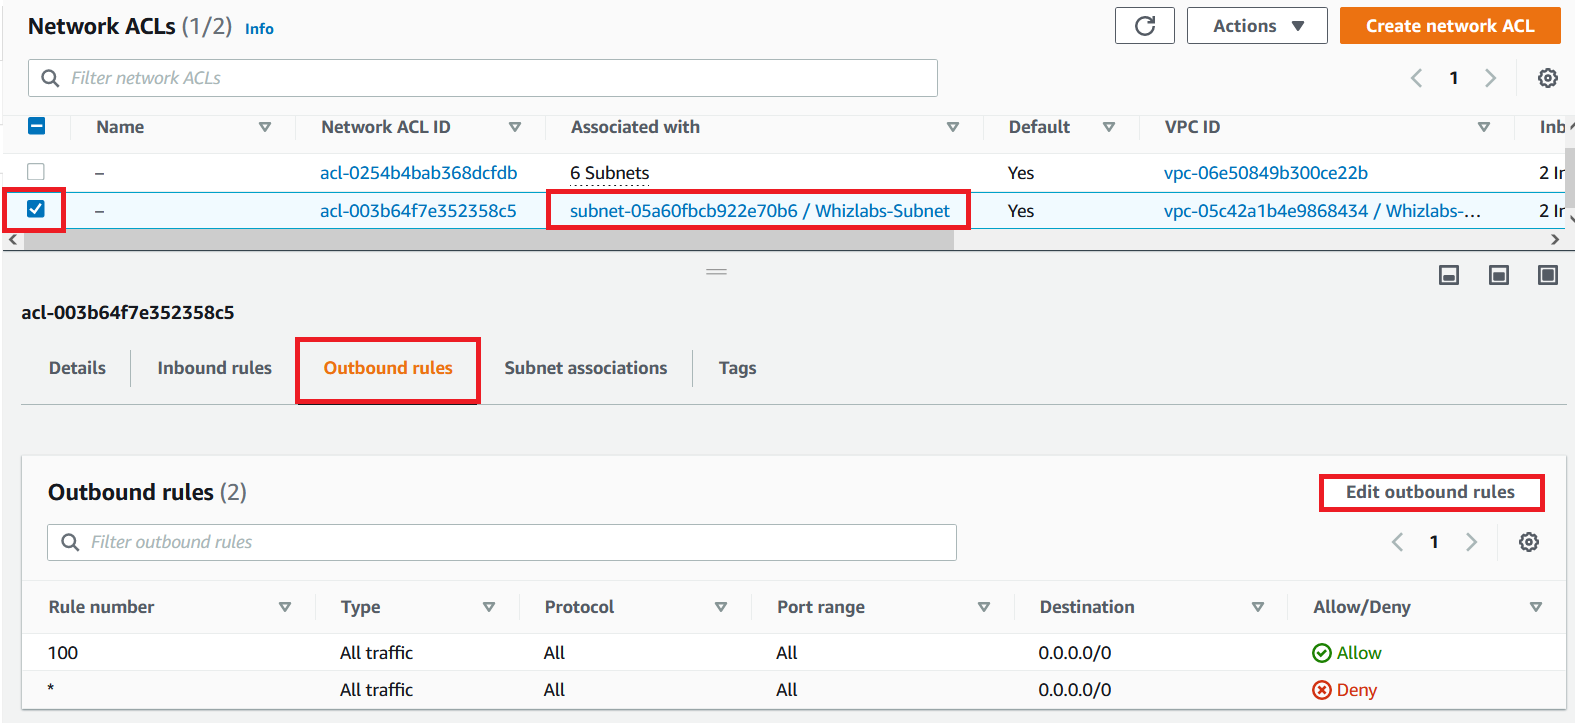 Network ACLs (1/2) Info Actions Create network ACL
Filter network ACLs 1
Name Network ACL ID Associated with Default VPC ID Inb
– acl-0254b4bab368dcfdb 6 Subnets Yes vpc-06e50849b300ce22b 2 In
– acl-003b64f7e352358c5 subnet-05a60fbcb922e70b6 / Whizlabs-Subnet Yes vpc-05c42a1b4e9868434 / Whizlabs-... 2 In
acl-003b64f7e352358c5
Details Inbound rules Outbound rules Subnet associations Tags
Outbound rules (2) Edit outbound rules
Filter outbound rules 1
Rule number Type Protocol Port range Destination Allow/Deny
100 All traffic All All 0.0.0.0/0 Allow
* All traffic All All 0.0.0.0/0 Deny